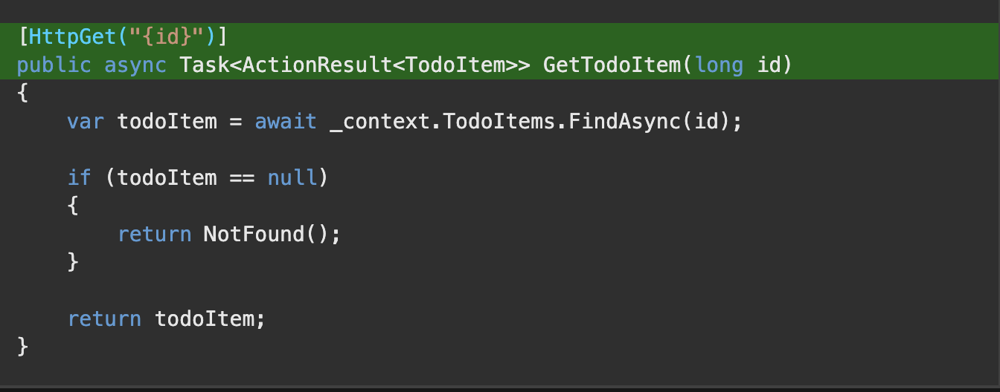 [HttpGet("{id}")]
public async Task<ActionResult<TodoItem>> GetTodoItem(long id)
{
    var todoItem = await _context.TodoItems.FindAsync(id);

    if (todoItem == null)
    {
        return NotFound();
    }

    return todoItem;
}